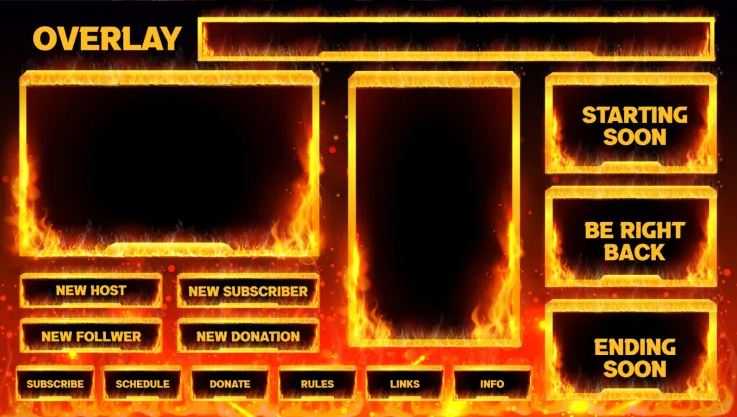 OVERLAY
STARTING
SOON
BE RIGHT
BACK
NEW HOST
NEW SUBSCRIBER
NEW FOLLWER
NEW DONATION
ENDING
SOON
SUBSCRIBE
SCHEDULE
DONATE
RULES
LINKS
INFO